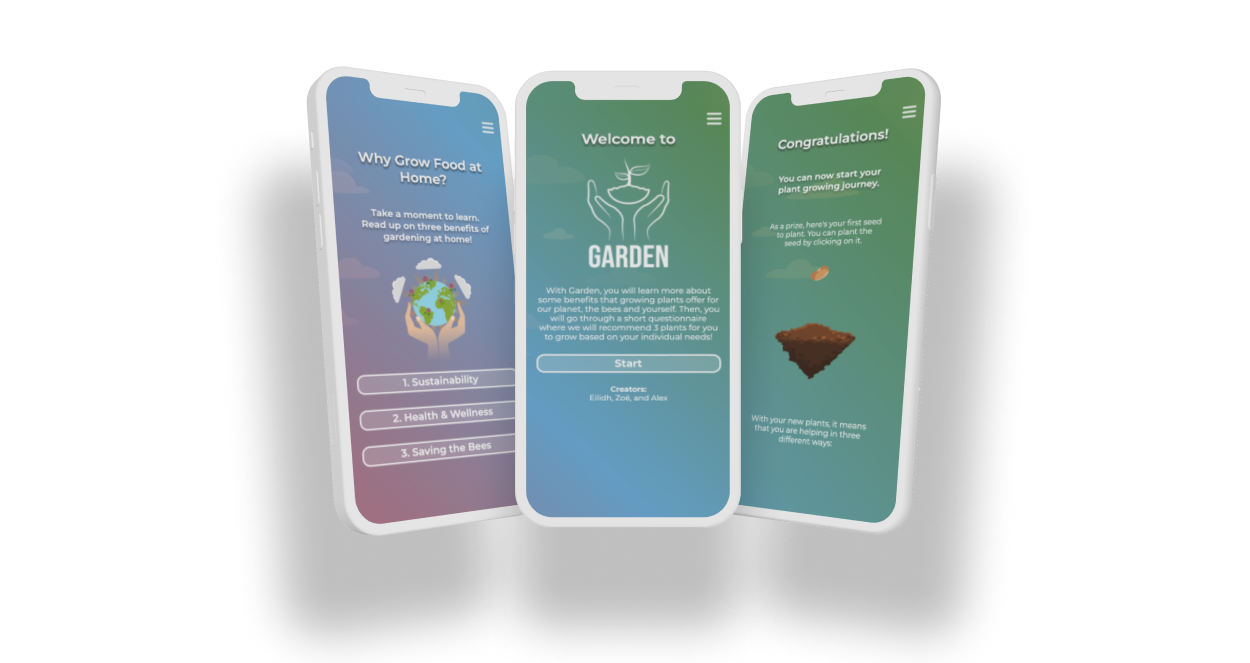 Why Grow Food at
Home?
Take a moment to learn.
Read up on three benefits of
gardening at home!
1. Sustainability
2. Health & Wellness
3. Saving the Bees
Welcome to
GARDEN
With Garden, you will learn more about
some benefits that growing plants offer for
our planet, the bees and yourself. Then, you
will go through a short questionnaire
where we will recommend 3 plants for you
to grow based on your individual needs!
Start
Creators:
Eilidh, Zoé, and Alex
Congratulations!
You can now start your
plant growing journey.
As a prize, here's your first seed
to plant. You can plant the
seed by clicking on it.
With your new plants, it means
that you are helping in three
different ways: